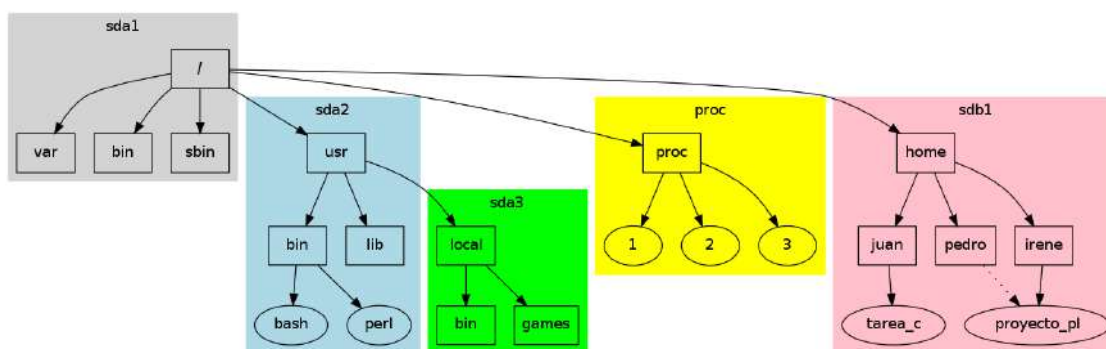 sda1
/
var
bin
sbin
sda2
usr
bin
lib
bash
perl
sda3
local
bin
games
proc
proc
1
2
3
sdb1
home
juan
pedro
irene
tarea_c
proyecto_pl